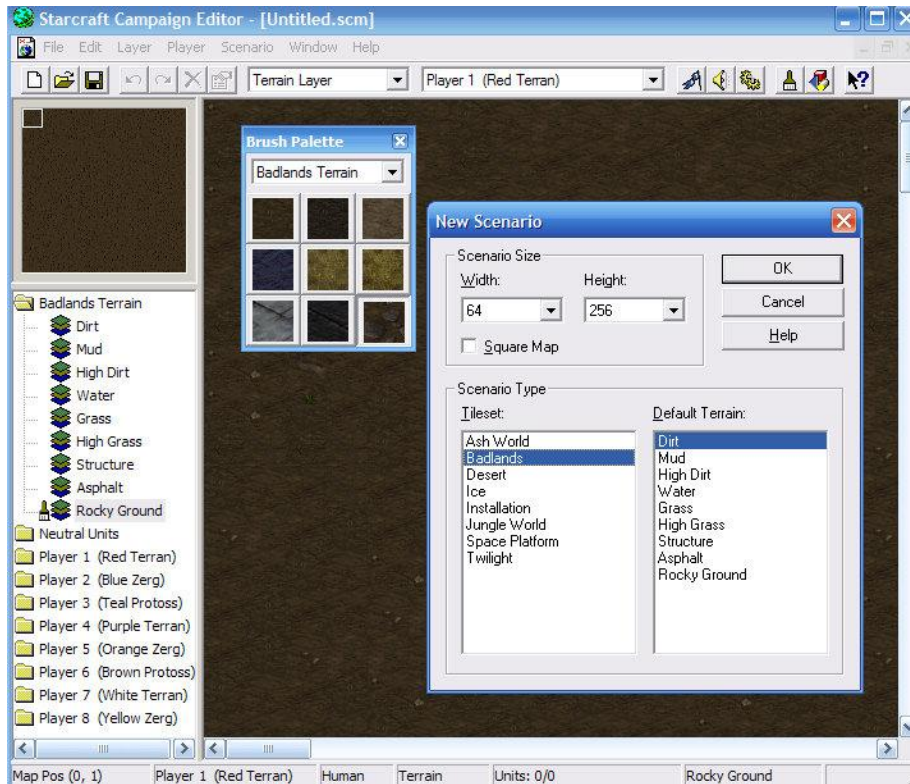 Starcraft Campaign Editor - [Untitled.scm]
File Edit Layer Player Scenario Window Help
Terrain Layer
Player 1 (Red Terran)
Brush Palette
Badlands Terrain
New Scenario
Scenario Size
Width:
Height:
64
256
Square Map
OK
Cancel
Help
Scenario Type
Tileset:
Ash World
Badlands
Desert
Ice
Installation
Jungle World
Space Platform
Twilight
Default Terrain:
Dirt
Mud
High Dirt
Water
Grass
High Grass
Structure
Asphalt
Rocky Ground
Badlands Terrain
Dirt
Mud
High Dirt
Water
Grass
High Grass
Structure
Asphalt
Rocky Ground
Neutral Units
Player 1 (Red Terran)
Player 2 (Blue Zerg)
Player 3 (Teal Protoss)
Player 4 (Purple Terran)
Player 5 (Orange Zerg)
Player 6 (Brown Protoss)
Player 7 (White Terran)
Player 8 (Yellow Zerg)
Map Pos (0, 1) Player 1 (Red Terran) Human Terrain Units: 0/0 Rocky Ground